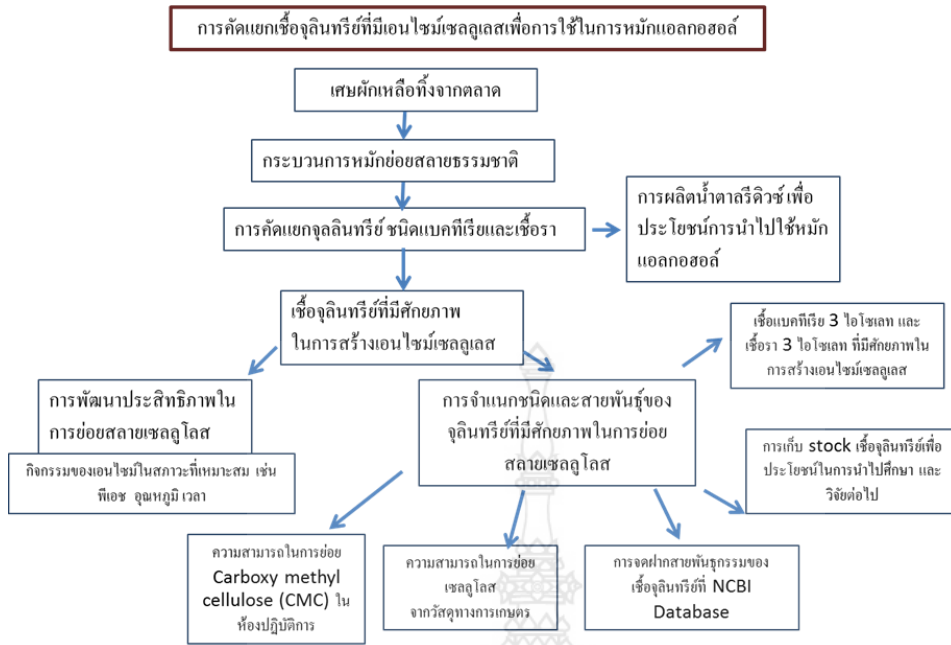 การคัดแยกเชื้อจุลินทรีย์ที่มีเอนไซม์เซลลูเลสเพื่อการใช้ในการหมักแอลกอฮอล์
เศษผักเหลือทิ้งจากตลาด
กระบวนการหมักย่อยสลายธรรมชาติ
การคัดแยกจุลลินทรีย์ ชนิดแบคทีเรียและเชื้อรา
การผลิตน้ำตาลรีดิวซ์ เพื่อ
ประโยชน์การนำไปใช้หมัก
แอลกอฮอล์
เชื้อจุลินทรีย์ที่มีศักยภาพ
ในการสร้างเอนไซม์เซลลูเลส
เชื้อแบคทีเรีย 3 ไอโซเลท และ
เชื้อรา 3 ไอโซเลท ที่มีศักยภาพใน
การสร้างเอนไซม์เซลลูเลส
การพัฒนาประสิทธิภาพใน
การย่อยสลายเซลลูโลส
กิจกรรมของเอนไซม์ในสภาวะที่เหมาะสม เช่น
พีเอช อุณหภูมิ เวลา
การจำแนกชนิดและสายพันธุ์ของ
จุลินทรีย์ที่มีศักยภาพในการย่อย
สลายเซลลูโลส
การเก็บ stock เชื้อจุลินทรีย์เพื่อ
ประโยชน์ในการนำไปศึกษา และ
วิจัยต่อไป
ความสามารถในการย่อย
Carboxy methyl
cellulose (CMC) ใน
ห้องปฏิบัติการ
ความสามารถในการย่อย
เซลลูโลส
จากวัสดุทางการเกษตร
การจดฝากสายพันธุกรรมของ
เชื้อจุลินทรีย์ที่ NCBI
Database